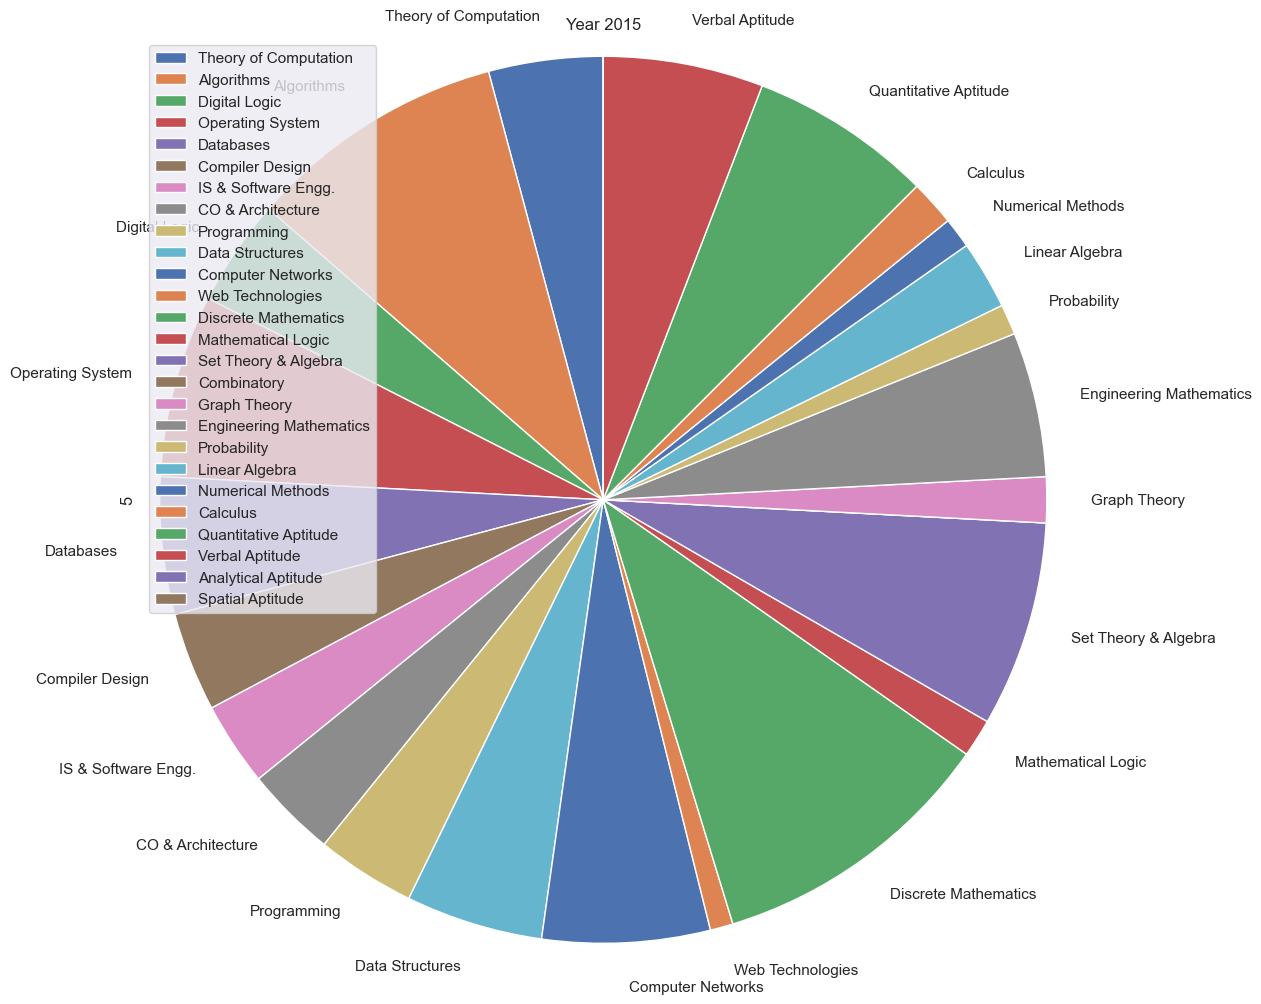 Year 2015
Theory of Computation
Algorithms
Digital Logic
Operating System
Databases
Compiler Design
IS & Software Engg.
CO & Architecture
Programming
Data Structures
Computer Networks
Web Technologies
Discrete Mathematics
Mathematical Logic
Set Theory & Algebra
Graph Theory
Engineering Mathematics
Probability
Linear Algebra
Numerical Methods
Calculus
Quantitative Aptitude
Verbal Aptitude
5
Theory of Computation
Algorithms
Digital Logic
Operating System
Databases
Compiler Design
IS & Software Engg.
CO & Architecture
Programming
Data Structures
Computer Networks
Web Technologies
Discrete Mathematics
Mathematical Logic
Set Theory & Algebra
Combinatory
Graph Theory
Engineering Mathematics
Probability
Linear Algebra
Numerical Methods
Calculus
Quantitative Aptitude
Verbal Aptitude
Analytical Aptitude
Spatial Aptitude